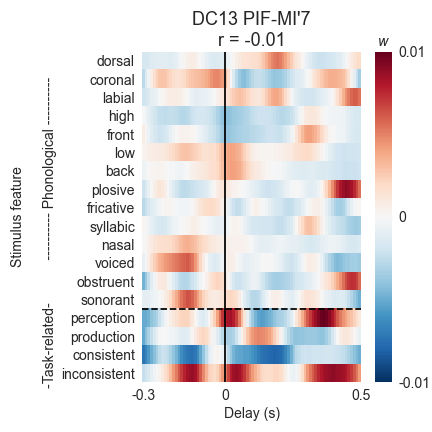 DC13 PIF-MI'7
r = -0.01
w
dorsal
coronal
labial
high
front
low
back
plosive
fricative
syllabic
nasal
voiced
obstruent
sonorant
perception
production
consistent
inconsistent
Stimulus feature
-Task-related- ---------- Phonological ----------
0.01
0
-0.01
-0.3 0 0.5
Delay (s)